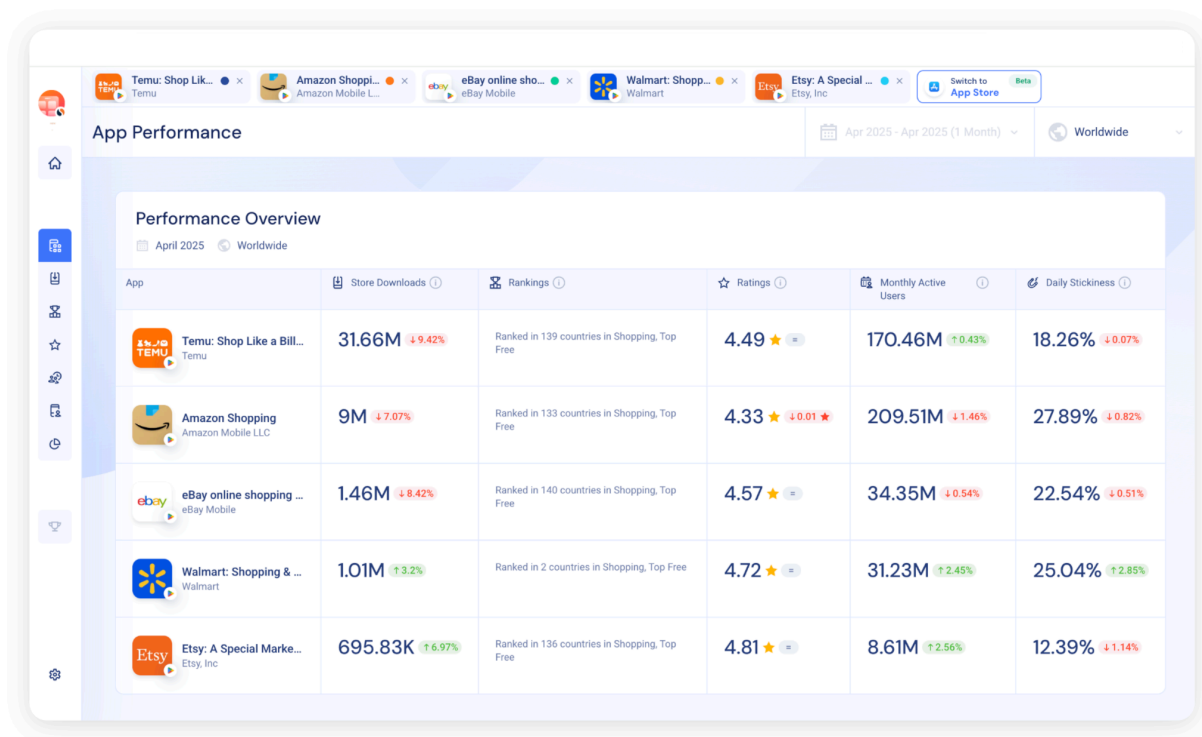 Temu: Shop Lik...
Temu
Amazon Shoppi...
Amazon Mobile L...
eBay online sho...
eBay Mobile
Walmart: Shopp...
Walmart
Etsy: A Special ...
Etsy, Inc
Switch to
App Store
Beta
App Performance
Apr 2025 - Apr 2025 (1 Month)
Worldwide
Performance Overview
April 2025 Worldwide
App
Store Downloads
Rankings
Ratings
Monthly Active
Users
Daily Stickiness
TEMU
Temu: Shop Like a Bill...
Temu
31.66M ↓ 9.42%
Ranked in 139 countries in Shopping, Top
Free
4.49 =
170.46M ↑ 0.43%
18.26% ↓ 0.07%
Amazon Shopping
Amazon Mobile LLC
9M ↓ 7.07%
Ranked in 133 countries in Shopping, Top
Free
4.33 ↓ 0.01
209.51M ↓ 1.46%
27.89% ↓ 0.82%
ebay
eBay online shopping ...
eBay Mobile
1.46M ↓ 8.42%
Ranked in 140 countries in Shopping, Top
Free
4.57 =
34.35M ↓ 0.54%
22.54% ↓ 0.51%
Walmart: Shopping & ...
Walmart
1.01M ↑ 3.2%
Ranked in 2 countries in Shopping, Top Free
4.72 =
31.23M ↑ 2.45%
25.04% ↑ 2.85%
Etsy
Etsy: A Special Marke...
Etsy, Inc
695.83K ↑ 6.97%
Ranked in 136 countries in Shopping, Top
Free
4.81 =
8.61M ↑ 2.56%
12.39% ↓ 1.14%